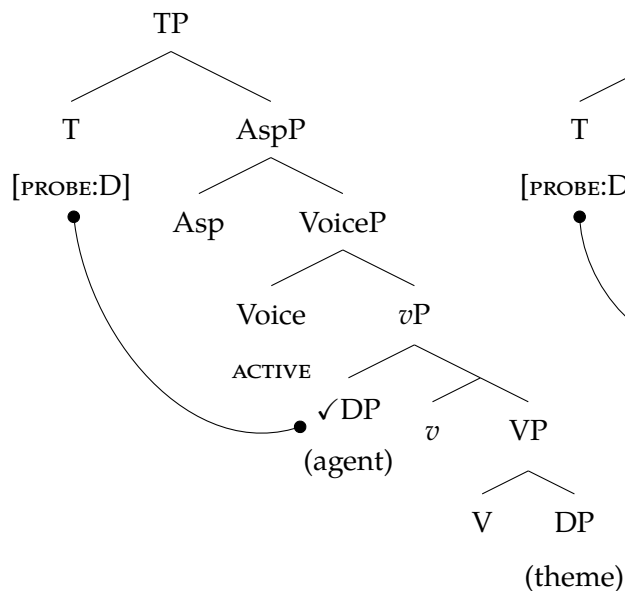 TP
T AspP T
[PROBE:D] Asp VoiceP [PROBE:D
Voice vP
ACTIVE ✓DP v VP
(agent)
V DP
(theme)